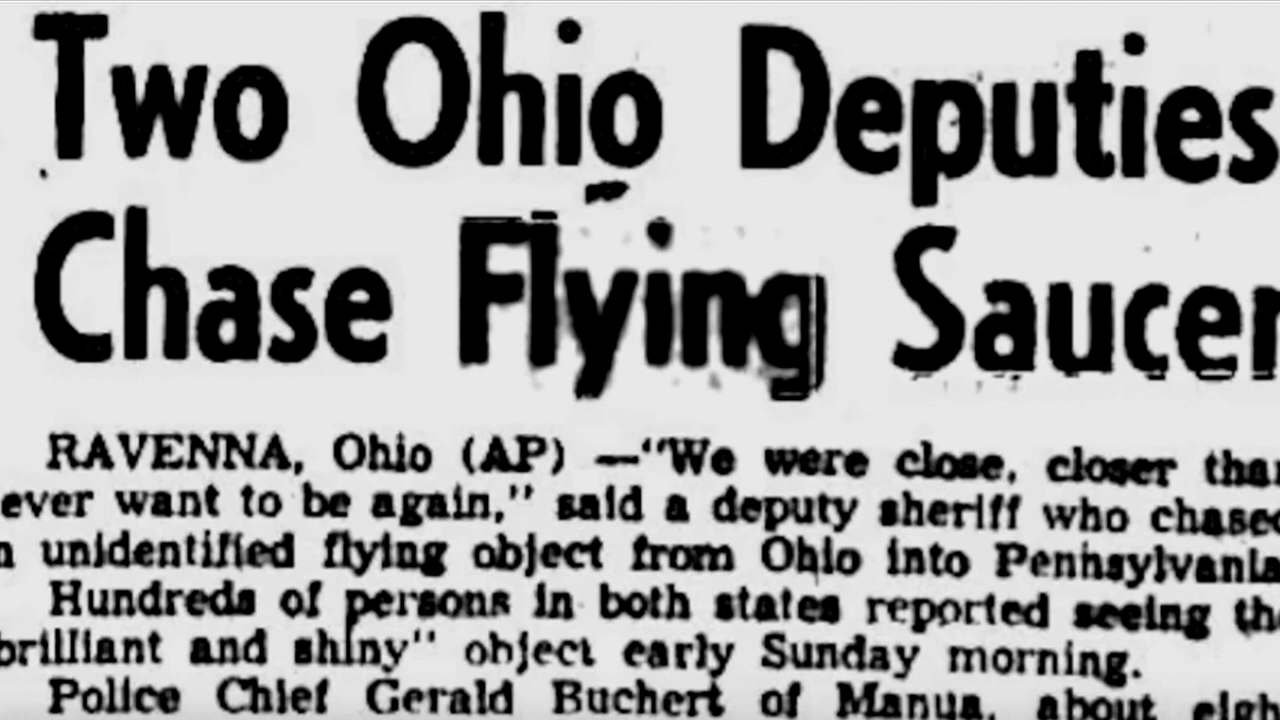 Two Ohio Deputies
Chase Flying Saucer
RAVENNA, Ohio (AP) —"We were close, closer than
ever want to be again," said a deputy sheriff who chased
n unidentified flying object from Ohio into Pennsylvania
Hundreds of persons in both states reported seeing the
brilliant and shiny" object early Sunday morning.
Police Chief Gerald Buchert of Manua, about eigh